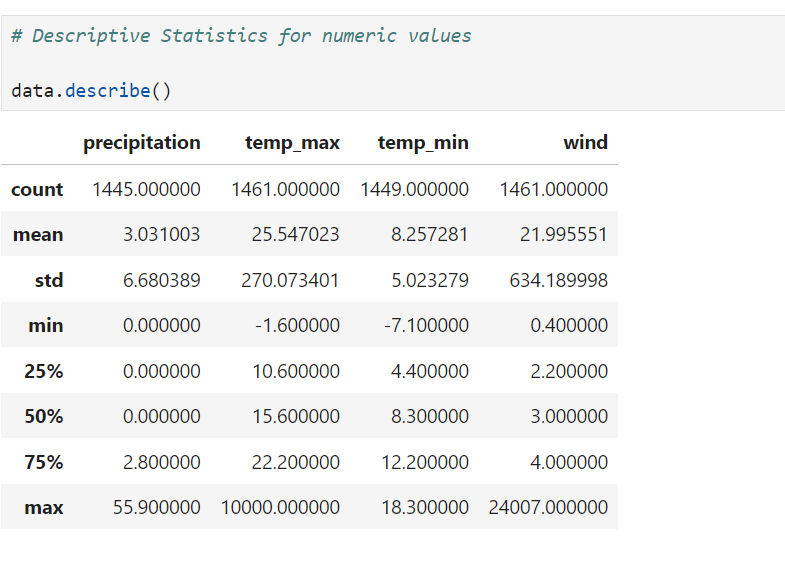 # Descriptive Statistics for numeric values
data.describe()
precipitation temp_max temp_min wind
count 1445.000000 1461.000000 1449.000000 1461.000000
mean 3.031003 25.547023 8.257281 21.995551
std 6.680389 270.073401 5.023279 634.189998
min 0.000000 -1.600000 -7.100000 0.400000
25% 0.000000 10.600000 4.400000 2.200000
50% 0.000000 15.600000 8.300000 3.000000
75% 2.800000 22.200000 12.200000 4.000000
max 55.900000 10000.000000 18.300000 24007.000000